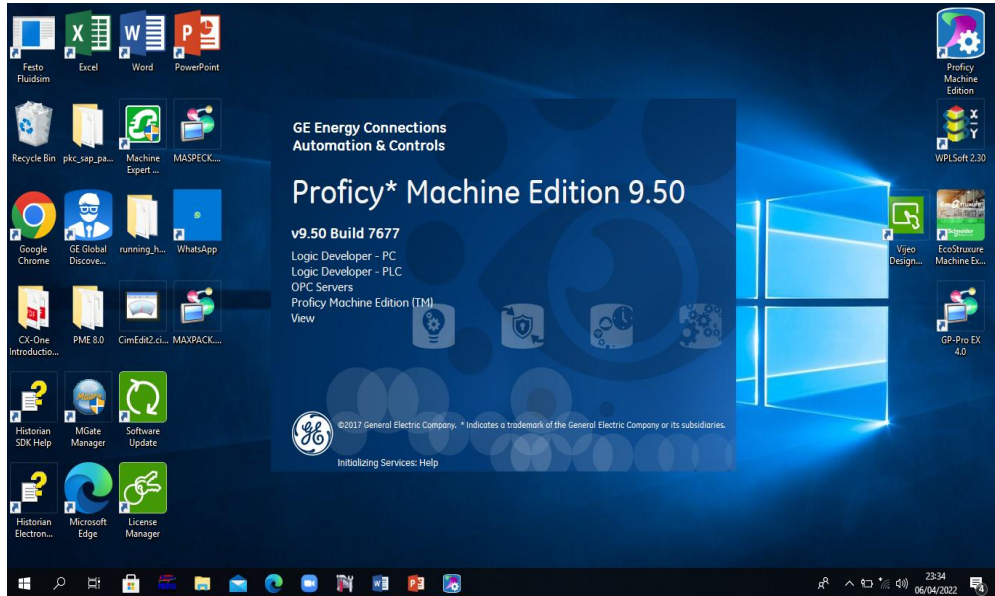 Festo
Fluidsim
Excel
Word
PowerPoint
Proficy
Machine
Edition
Recycle Bin
pkc_sap_pa...
Machine
Expert ...
MASPECK....
WPLSoft 2.30
Google
Chrome
GE Global
Discove...
running_h...
WhatsApp
Vijeo
Design...
EcoStruxure
Machine Ex...
CX-One
Introductio...
PME 8.0
CimEdit2.ci...
MAXPACK....
GP-Pro EX
4.0
Historian
SDK Help
MGate
Manager
Software
Update
Historian
Electron...
Microsoft
Edge
License
Manager
GE Energy Connections
Automation & Controls
Proficy* Machine Edition 9.50
v9.50 Build 7677
Logic Developer - PC
Logic Developer - PLC
OPC Servers
Proficy Machine Edition (TM)
View
©2017 General Electric Company. * Indicates a trademark of the General Electric Company or its subsidiaries.
Initializing Services: Help
23:34
06/04/2022
4